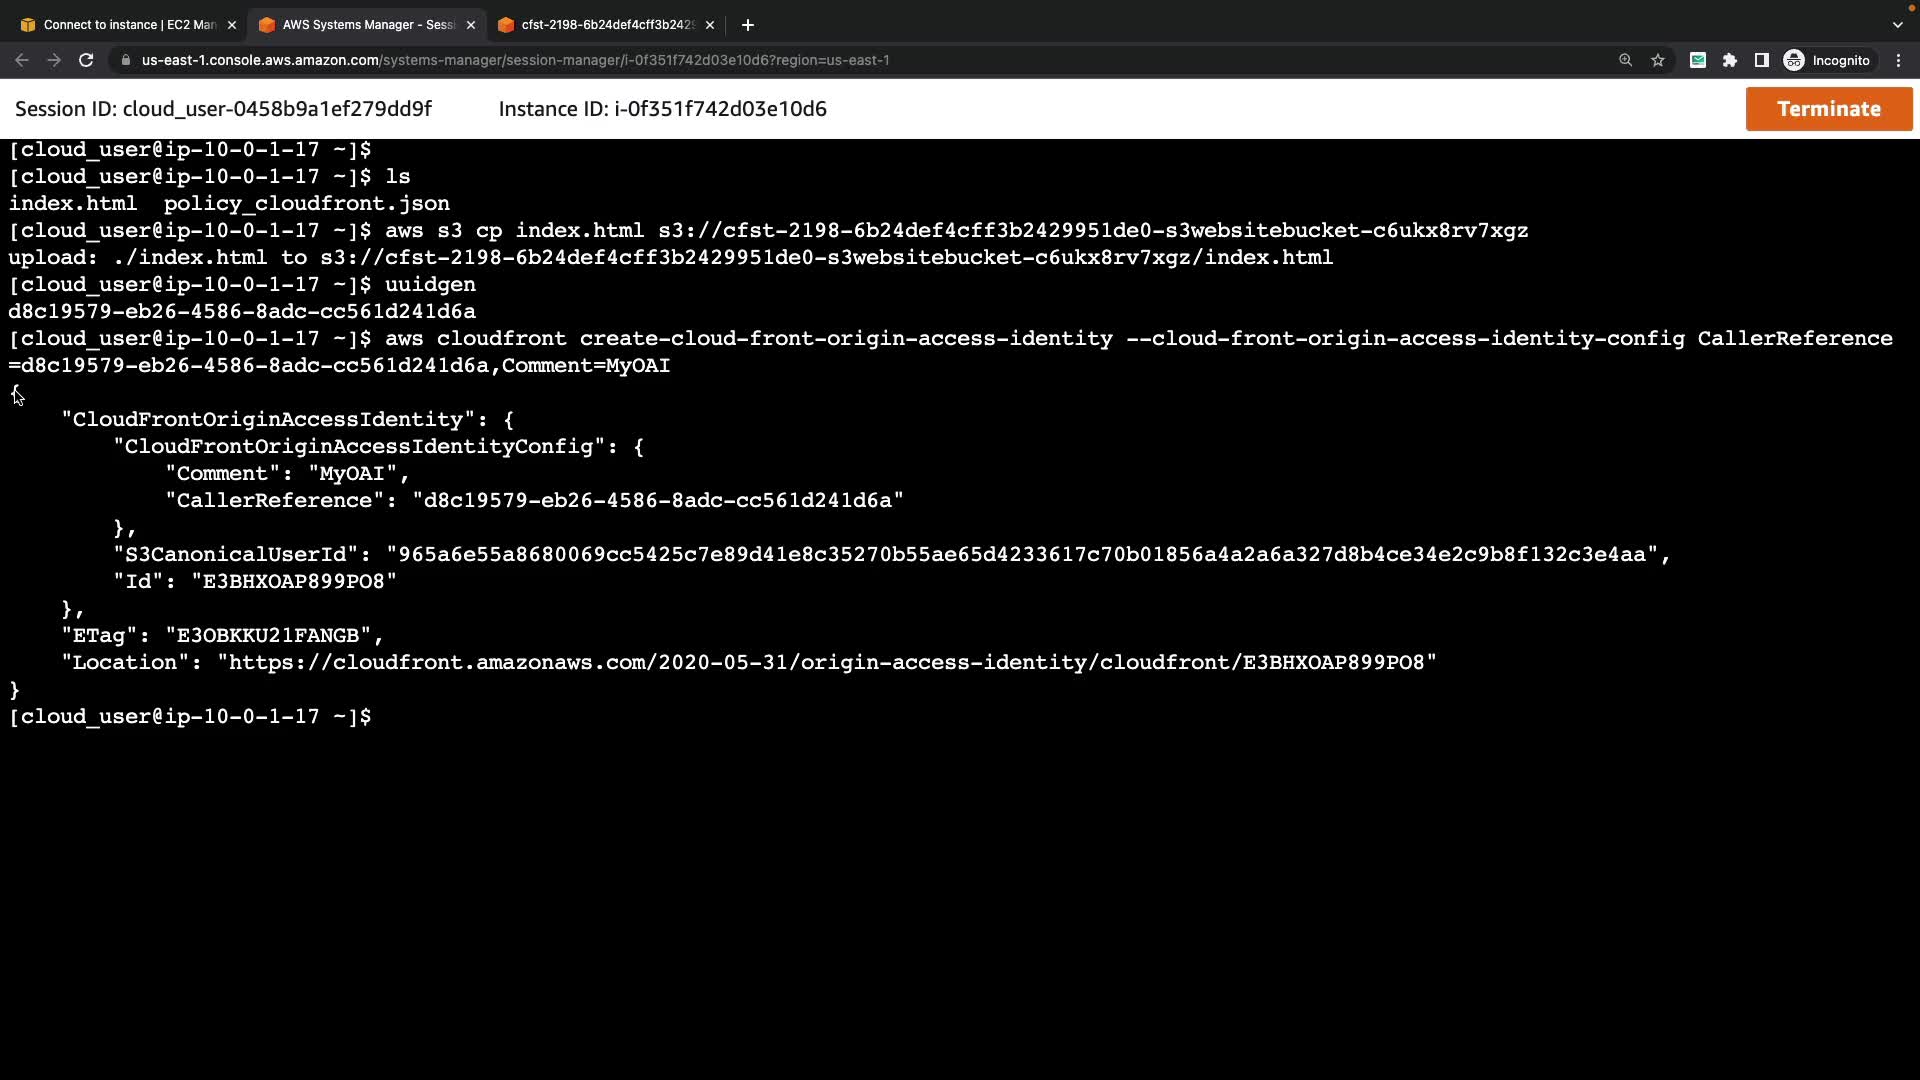 Connect to instance | EC2 Man
AWS Systems Manager - Sess
cfst-2198-6b24def4cff3b2429
us-east-1.console.aws.amazon.com/systems-manager/session-manager/i-0f351f742d03e10d6?region=us-east-1
Incognito
Session ID: cloud_user-0458b9a1ef279dd9f Instance ID: i-0f351f742d03e10d6 Terminate
[cloud_user@ip-10-0-1-17 ~]$
[cloud_user@ip-10-0-1-17 ~]$ ls
index.html  policy_cloudfront.json
[cloud_user@ip-10-0-1-17 ~]$ aws s3 cp index.html s3://cfst-2198-6b24def4cff3b2429951de0-s3websitebucket-c6ukx8rv7xgz
upload: ./index.html to s3://cfst-2198-6b24def4cff3b2429951de0-s3websitebucket-c6ukx8rv7xgz/index.html
[cloud_user@ip-10-0-1-17 ~]$ uuidgen
d8c19579-eb26-4586-8adc-cc561d241d6a
[cloud_user@ip-10-0-1-17 ~]$ aws cloudfront create-cloud-front-origin-access-identity --cloud-front-origin-access-identity-config CallerReference
=d8c19579-eb26-4586-8adc-cc561d241d6a,Comment=MyOAI
{
    "CloudFrontOriginAccessIdentity": {
        "CloudFrontOriginAccessIdentityConfig": {
            "Comment": "MyOAI",
            "CallerReference": "d8c19579-eb26-4586-8adc-cc561d241d6a"
        },
        "S3CanonicalUserId": "965a6e55a8680069cc5425c7e89d41e8c35270b55ae65d4233617c70b01856a4a2a6a327d8b4ce34e2c9b8f132c3e4aa",
        "Id": "E3BHXOAP899PO8"
    },
    "ETag": "E3OBKKU21FANGB",
    "Location": "https://cloudfront.amazonaws.com/2020-05-31/origin-access-identity/cloudfront/E3BHXOAP899PO8"
}
[cloud_user@ip-10-0-1-17 ~]$